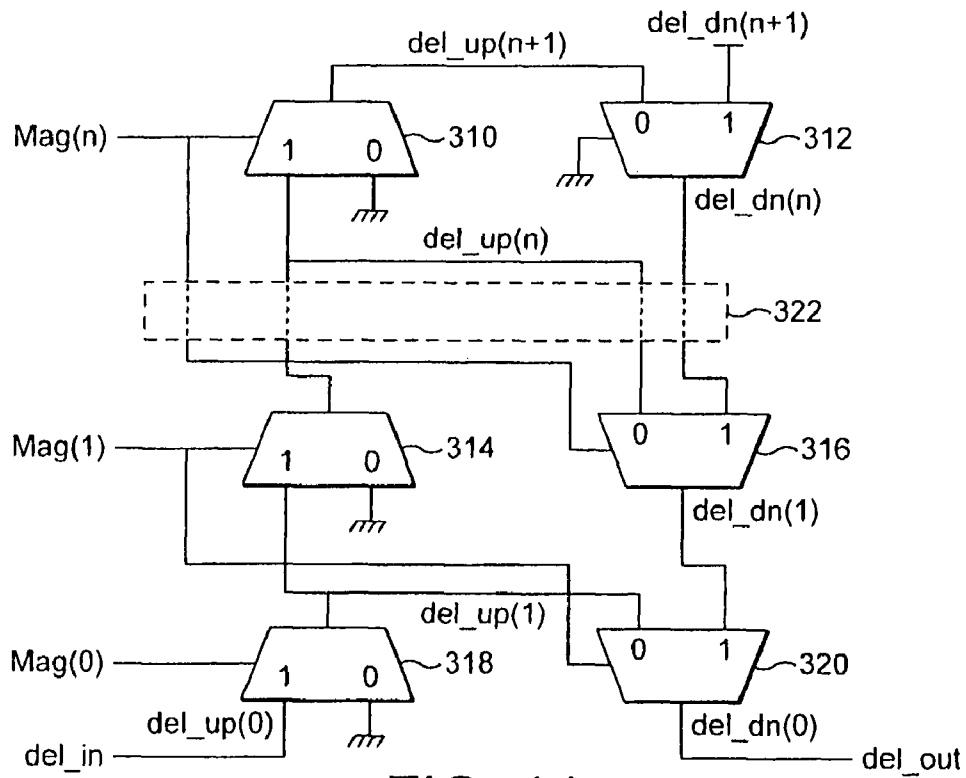 del_up(n+1)
del_dn(n+1)
Mag(n)
1 0
310
0 1
312
del_dn(n)
del_up(n)
322
Mag(1)
1 0
314
0 1
316
del_dn(1)
del_up(1)
Mag(0)
1 0
318
0 1
320
del_up(0)
del_dn(0)
del_in
del_out